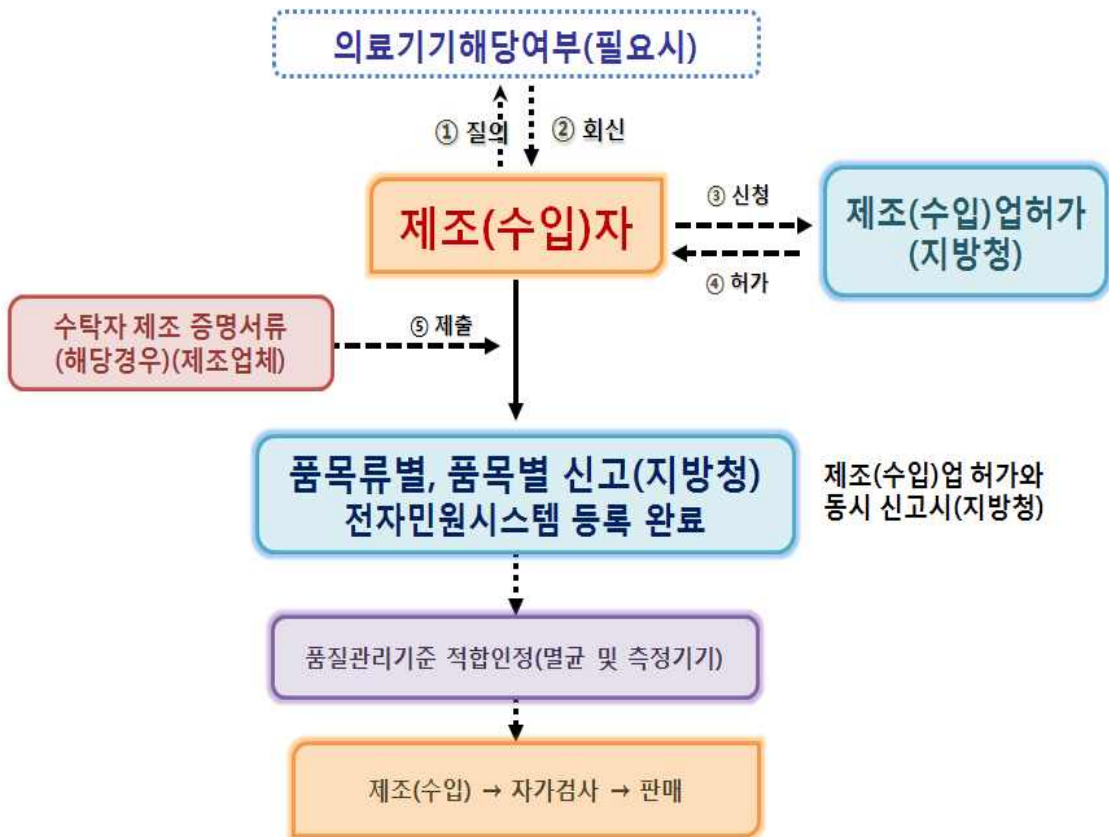 의료기기해당여부(필요시)
① 질의
② 회신
제조(수입)자
③ 신청
④ 허가
제조(수입)업허가
(지방청)
수탁자 제조 증명서류
(해당경우)(제조업체)
⑤ 제출
품목류별, 품목별 신고(지방청)
전자민원시스템 등록 완료
제조(수입)업 허가와
동시 신고시(지방청)
품질관리기준 적합인정(멸균 및 측정기기)
제조(수입) → 자가검사 → 판매